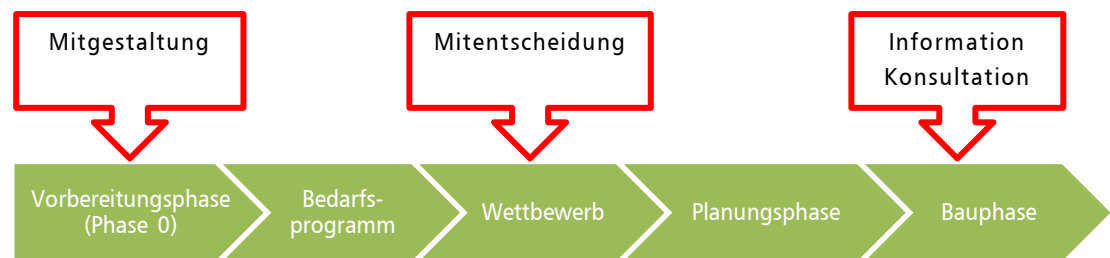 Mitgestaltung
Mitentscheidung
Information
Konsultation
Vorbereitungsphase
(Phase 0)
Bedarfs-
programm
Wettbewerb
Planungsphase
Bauphase